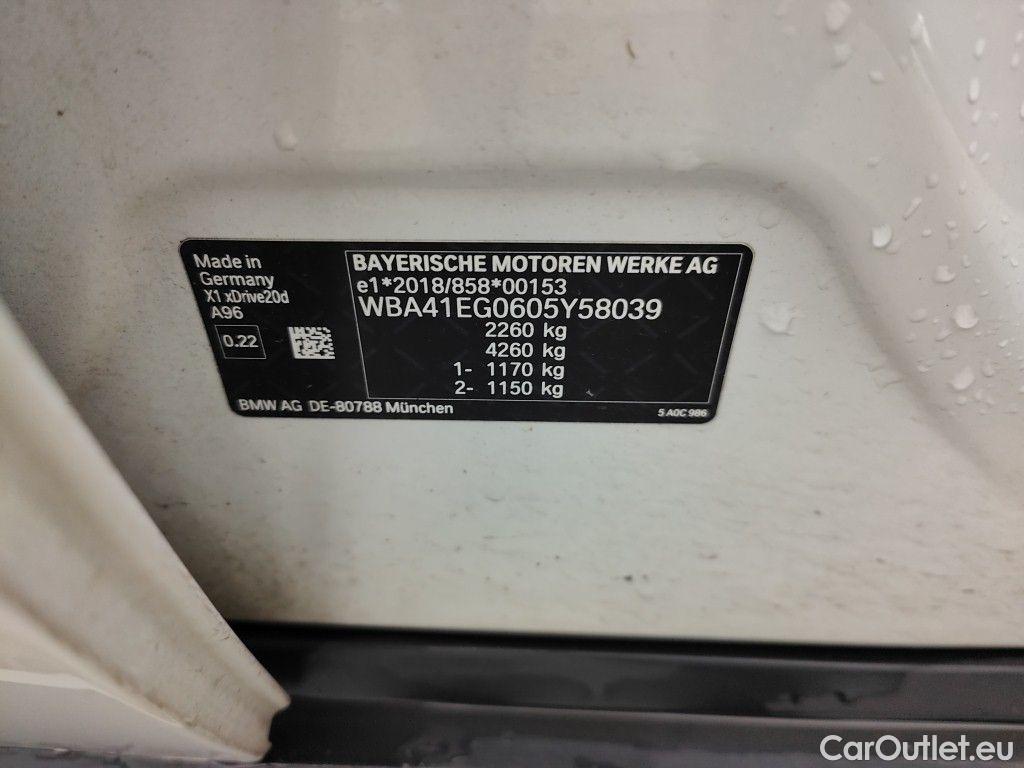 Made in
Germany
X1 xDrive20d
A96
0.22
BAYERISCHE MOTOREN WERKE AG
e1*2018/858*00153
WBA41EG0605Y58039
2260 kg
4260 kg
1- 1170 kg
2- 1150 kg
BMW AG DE-80788 München
5 A0C 986
CarOutlet.eu